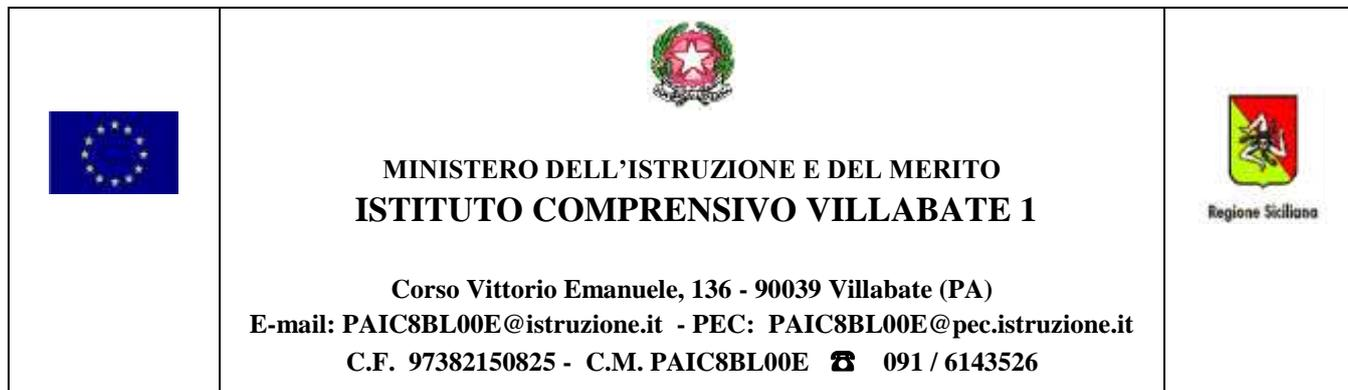 MINISTERO DELL’ISTRUZIONE E DEL MERITO
ISTITUTO COMPRENSIVO VILLABATE 1
Regione Siciliana
Corso Vittorio Emanuele, 136 - 90039 Villabate (PA)
E-mail: PAIC8BL00E@istruzione.it - PEC: PAIC8BL00E@pec.istruzione.it
C.F. 97382150825 - C.M. PAIC8BL00E ☎ 091 / 6143526